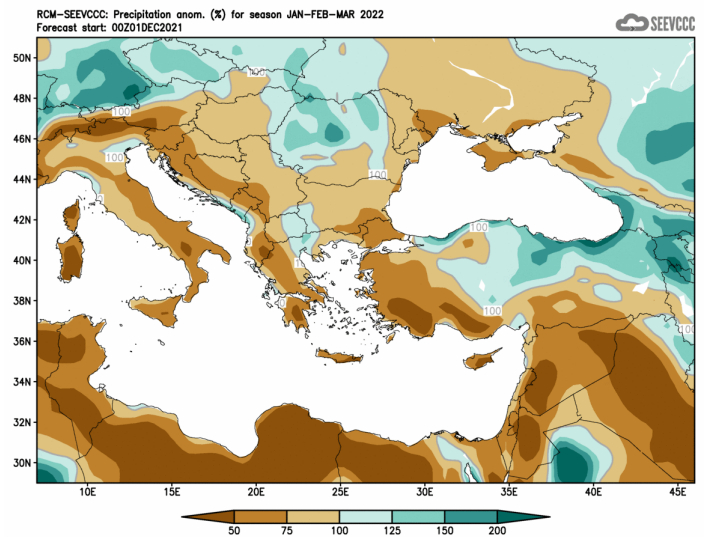 RCM-SEEVCCC: Precipitation anom. (%) for season JAN-FEB-MAR 2022
Forecast start: 00Z01DEC2021
SEEVCCC
50N
48N
46N
44N
42N
40N
38N
36N
34N
32N
30N
100
100
100
100
100
100
100
10E
15E
20E
25E
30E
35E
40E
45E
50
75
100
125
150
200